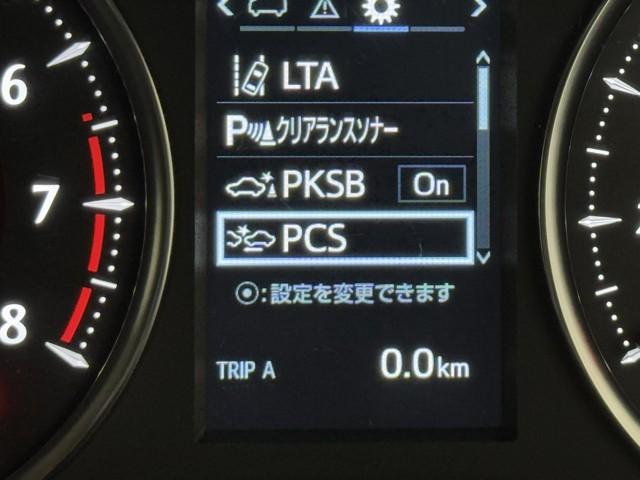 LTA
P クリアランスソナー
PKSB On
PCS
◉:設定を変更できます
TRIP A 0.0km
6
7
8